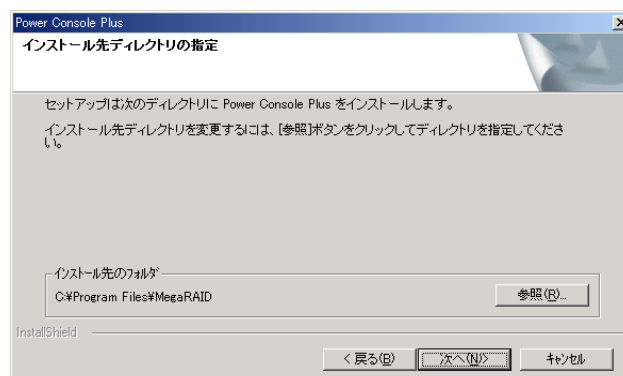 Power Console Plus
インストール先ディレクトリの指定
セットアップは次のディレクトリに Power Console Plus をインストールします。
インストール先ディレクトリを変更するには、[参照]ボタンをクリックしてディレクトリを指定してくださ
い。
インストール先のフォルダ
C:¥Program Files¥MegaRAID
参照(R)...
InstallShield
< 戻る(B)
次へ(N)>
キャンセル